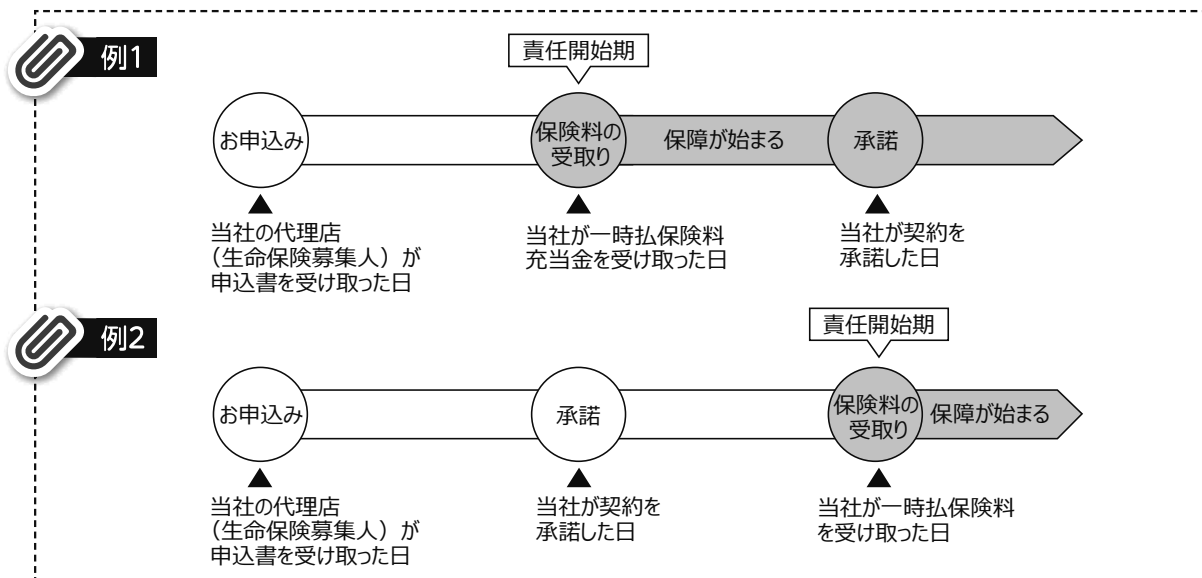 例1
責任開始期
お申込み
保険料の
受取り
保障が始まる
承諾
当社の代理店
（生命保険募集人）が
申込書を受け取った日
当社が一時払保険料
充当金を受け取った日
当社が契約を
承諾した日
例2
責任開始期
お申込み
承諾
保険料の
受取り
保障が始まる
当社の代理店
（生命保険募集人）が
申込書を受け取った日
当社が契約を
承諾した日
当社が一時払保険料
を受け取った日